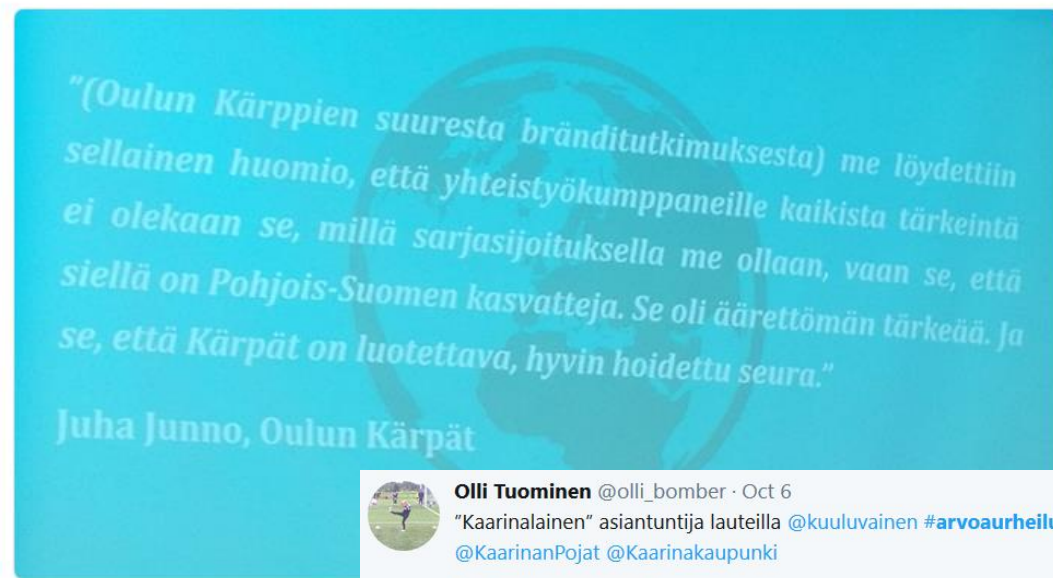 "(Oulun Kärppien suuresta bränditutkimuksesta) me löydettiin
sellainen huomio, että yhteistyökumppaneille kaikista tärkeintä
ei olekaan se, millä sarjasijoituksella me ollaan, vaan se, että
siellä on Pohjois-Suomen kasvatteja. Se oli äärettömän tärkeää. Ja
se, että Kärpät on luotettava, hyvin hoidettu seura."
Juha Junno, Oulun Kärpät
Olli Tuominen @olli_bomber · Oct 6
"Kaarinalainen" asiantuntija lauteilla @kuuluvainen #arvoaurheilu
@KaarinanPojat @Kaarinakaupunki